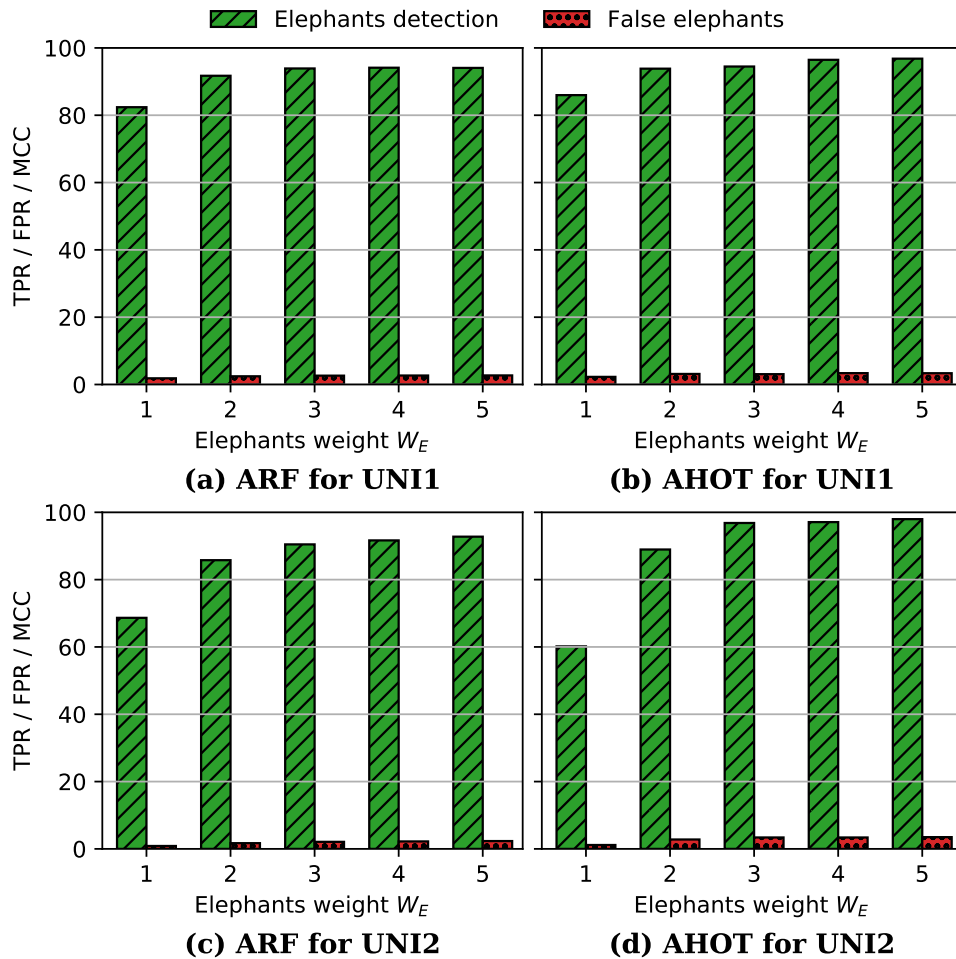 Elephants detection False elephants
TPR / FPR / MCC
100
80
60
40
20
0
1 2 3 4 5
Elephants weight W_E
(a) ARF for UNI1
1 2 3 4 5
Elephants weight W_E
(b) AHOT for UNI1
TPR / FPR / MCC
100
80
60
40
20
0
1 2 3 4 5
Elephants weight W_E
(c) ARF for UNI2
1 2 3 4 5
Elephants weight W_E
(d) AHOT for UNI2